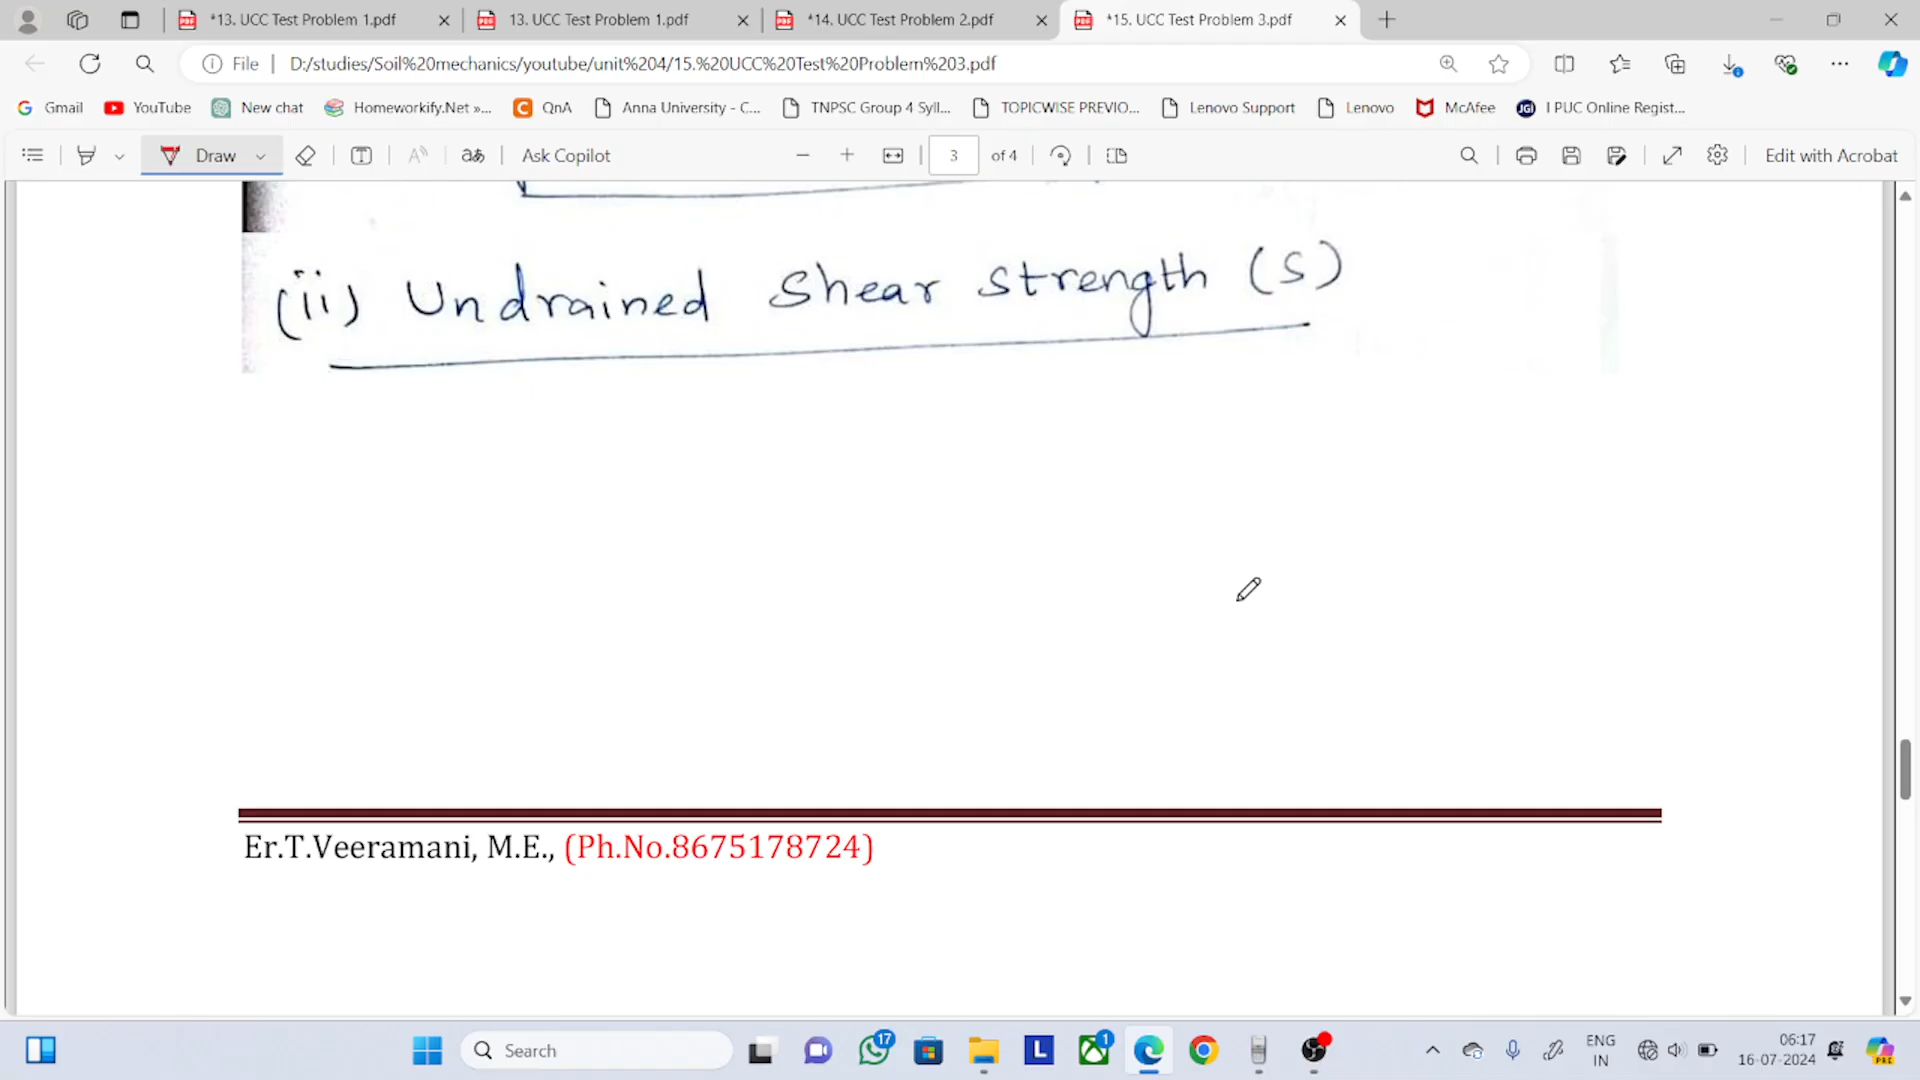 *13. UCC Test Problem 1.pdf
13. UCC Test Problem 1.pdf
*14. UCC Test Problem 2.pdf
*15. UCC Test Problem 3.pdf
File
D:/studies/Soil%20mechanics/youtube/unit%204/15.%20UCC%20Test%20Problem%203.pdf
Gmail
YouTube
New chat
Homeworkify.Net »...
QnA
Anna University - C...
TNPSC Group 4 Syll...
TOPICWISE PREVIO...
Lenovo Support
Lenovo
McAfee
I PUC Online Regist...
Draw
Ask Copilot
3 of 4
Edit with Acrobat
(ii) Undrained Shear Strength (S)
Er.T.Veeramani, M.E., (Ph.No.8675178724)
Search
17
1
ENG
IN
06:17
16-07-2024